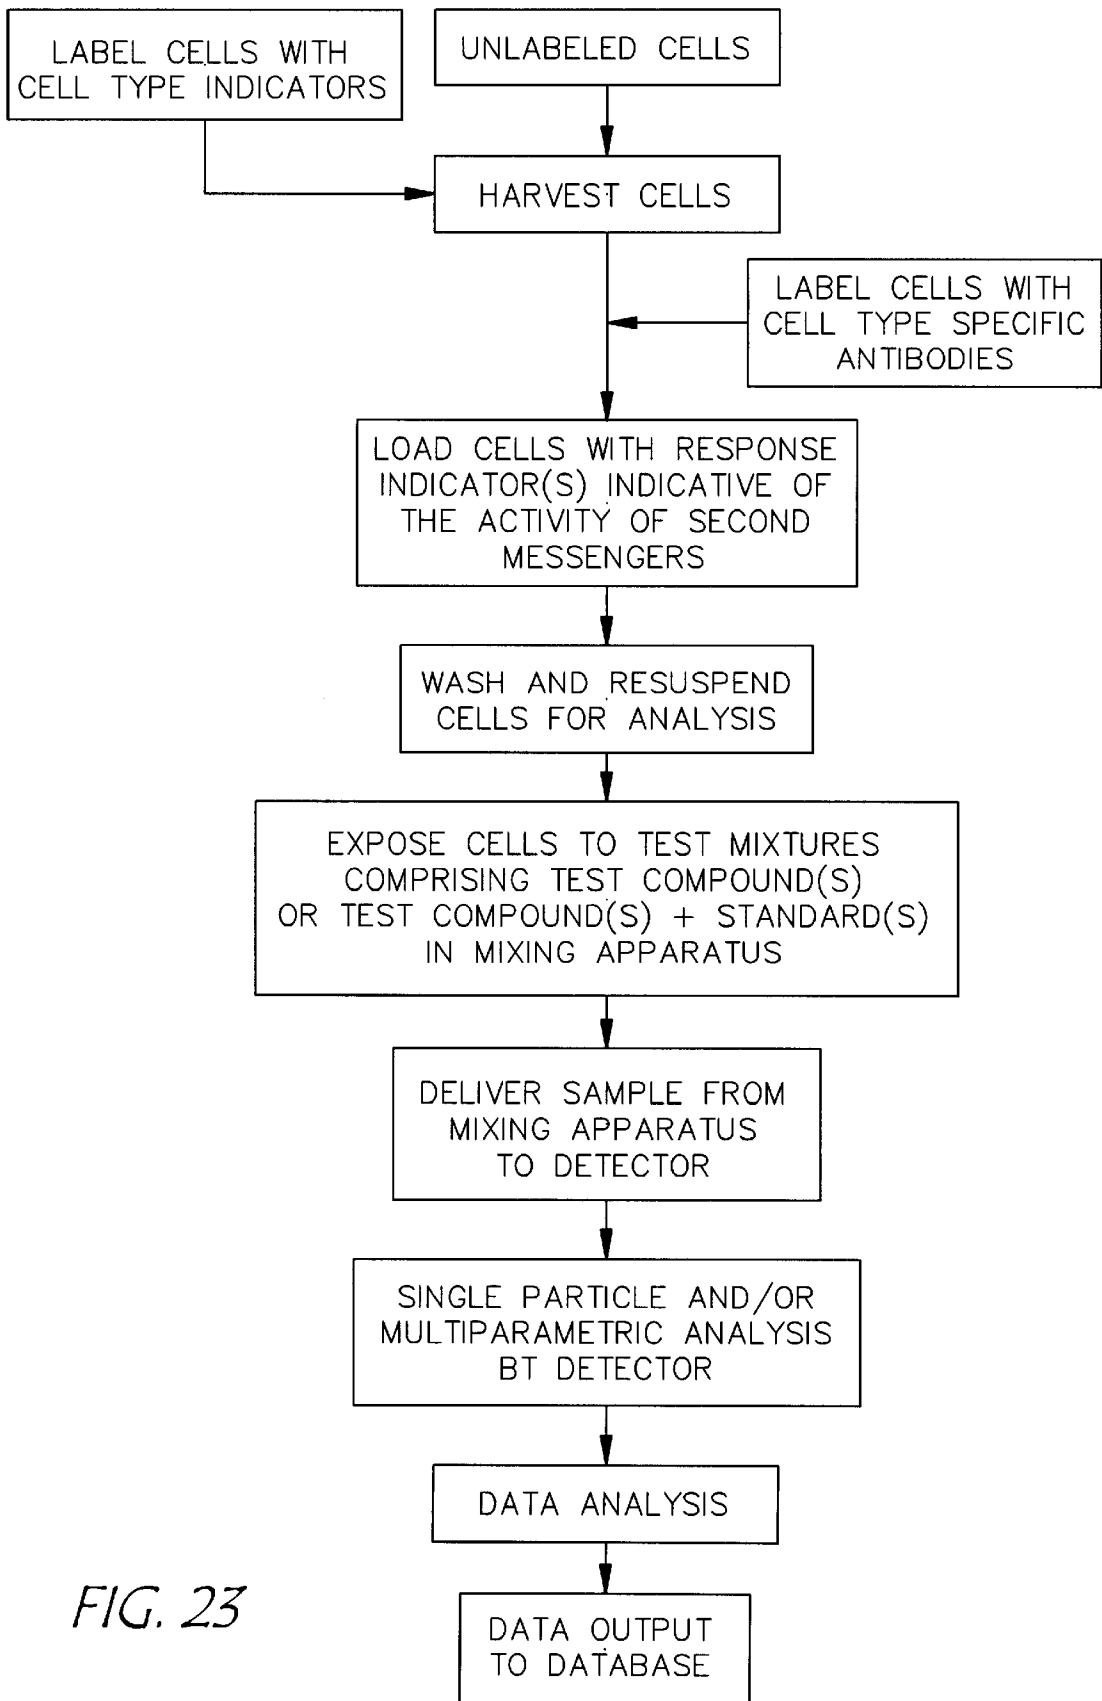 LABEL CELLS WITH
CELL TYPE INDICATORS
UNLABELED CELLS
HARVEST CELLS
LABEL CELLS WITH
CELL TYPE SPECIFIC
ANTIBODIES
LOAD CELLS WITH RESPONSE
INDICATOR(S) INDICATIVE OF
THE ACTIVITY OF SECOND
MESSENGERS
WASH AND RESUSPEND
CELLS FOR ANALYSIS
EXPOSE CELLS TO TEST MIXTURES
COMPRISING TEST COMPOUND(S)
OR TEST COMPOUND(S) + STANDARD(S)
IN MIXING APPARATUS
DELIVER SAMPLE FROM
MIXING APPARATUS
TO DETECTOR
SINGLE PARTICLE AND/OR
MULTIPARAMETRIC ANALYSIS
BT DETECTOR
DATA ANALYSIS
DATA OUTPUT
TO DATABASE
FIG. 23